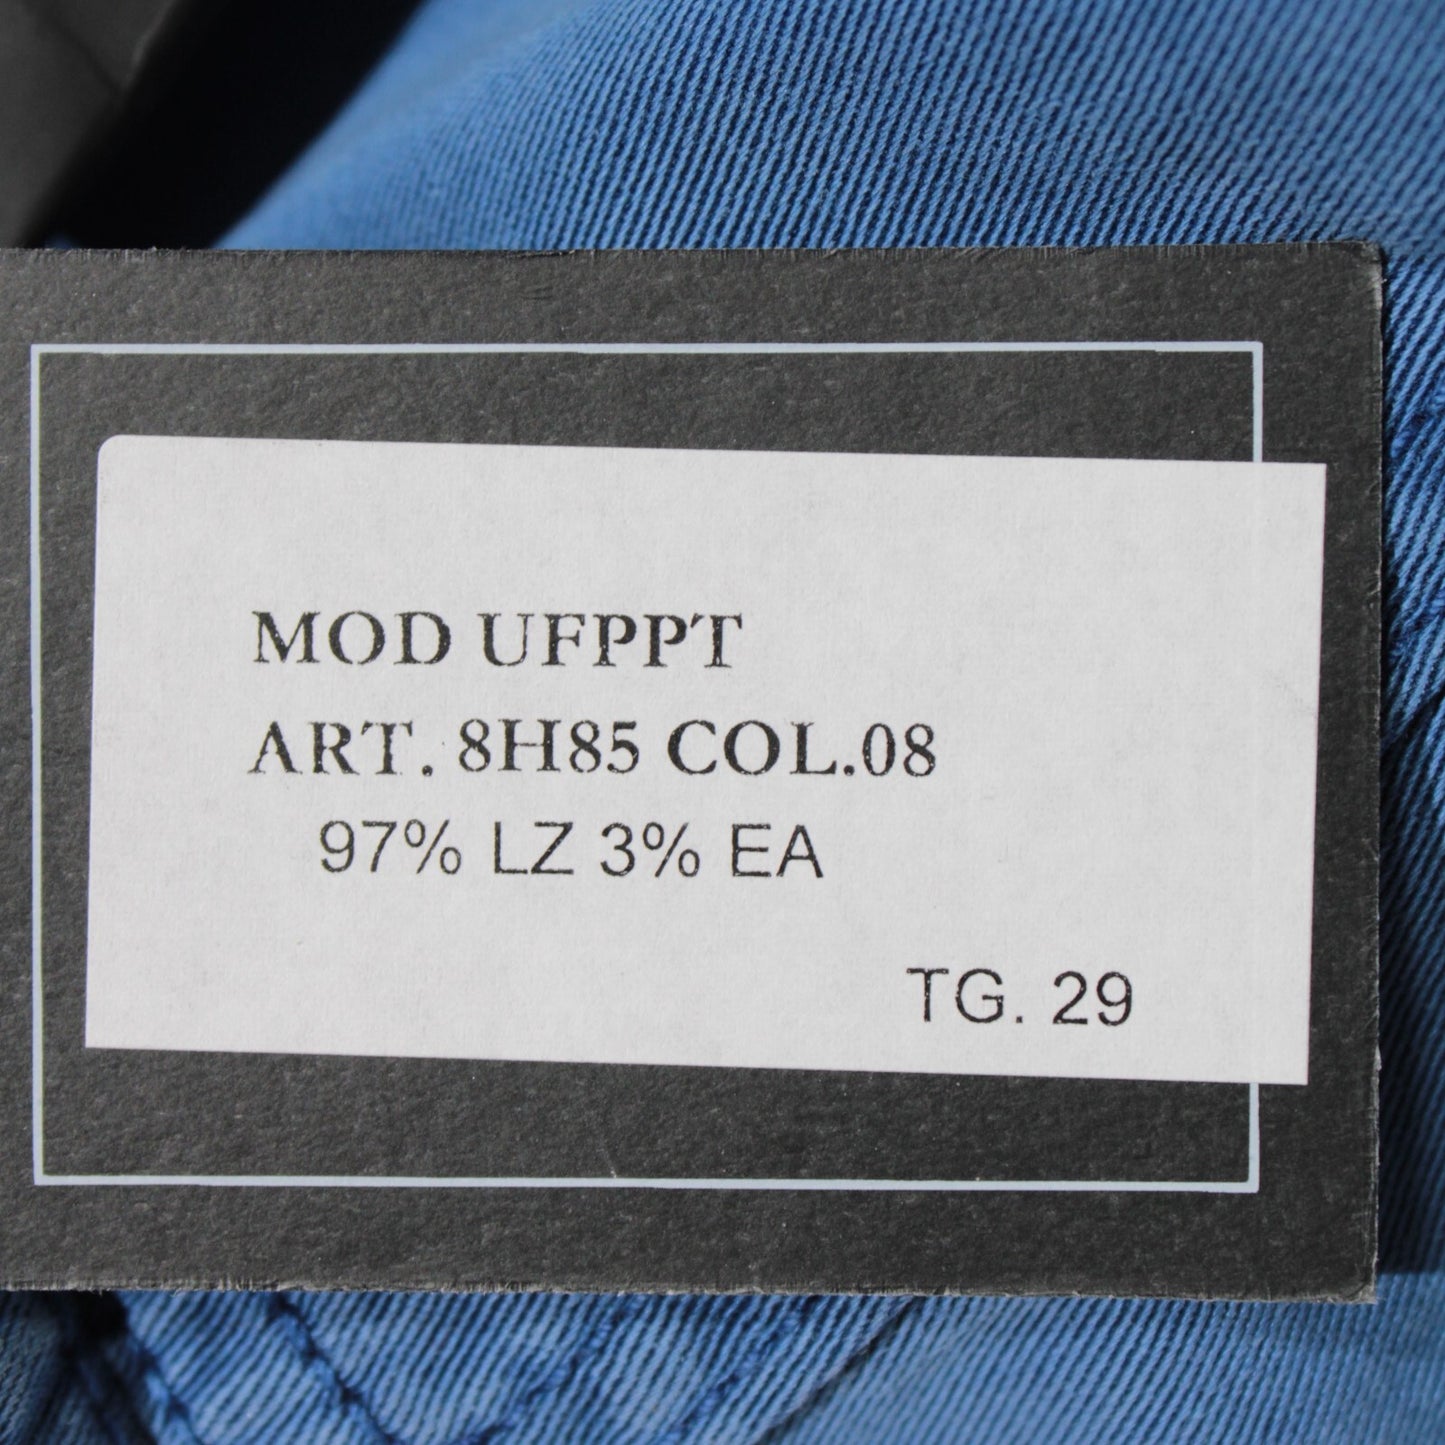 MOD UFPPT
ART. 8H85 COL.08
97% LZ 3% EA
TG. 29